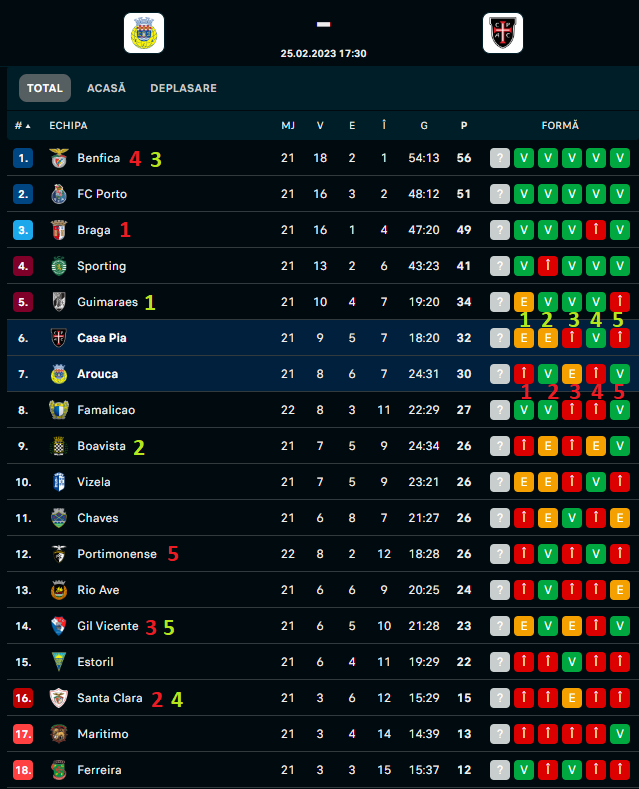 25.02.2023 17:30
TOTAL ACASĂ DEPLASARE
# ECHIPA MJ V E Î G P FORMĂ
1. Benfica 4 3 21 18 2 1 54:13 56 ? V V V V V
2. FC Porto 21 16 3 2 48:12 51 ? V V V V V
3. Braga 1 21 16 1 4 47:20 49 ? V V V Î V
4. Sporting 21 13 2 6 43:23 41 ? V Î V V V
5. Guimaraes 1 21 10 4 7 19:20 34 ? E V V V Î
1 2 3 4 5
6. Casa Pia 21 9 5 7 18:20 32 ? E E Î V Î
7. Arouca 21 8 6 7 24:31 30 ? Î V E Î V
1 2 3 4 5
8. Famalicao 22 8 3 11 22:29 27 ? V V Î Î V
9. Boavista 2 21 7 5 9 24:34 26 ? Î E Î E V
10. Vizela 21 7 5 9 23:21 26 ? E E Î V Î
11. Chaves 21 6 8 7 21:27 26 ? Î E V Î E
12. Portimonense 5 22 8 2 12 18:28 26 ? Î V Î V Î
13. Rio Ave 21 6 6 9 20:25 24 ? Î V Î Î E
14. Gil Vicente 3 5 21 6 5 10 21:28 23 ? E V E Î V
15. Estoril 21 6 4 11 19:29 22 ? Î Î V Î Î
16. Santa Clara 2 4 21 3 6 12 15:29 15 ? Î Î E Î Î
17. Maritimo 21 3 4 14 14:39 13 ? Î Î Î Î V
18. Ferreira 21 3 3 15 15:37 12 ? V Î V Î Î